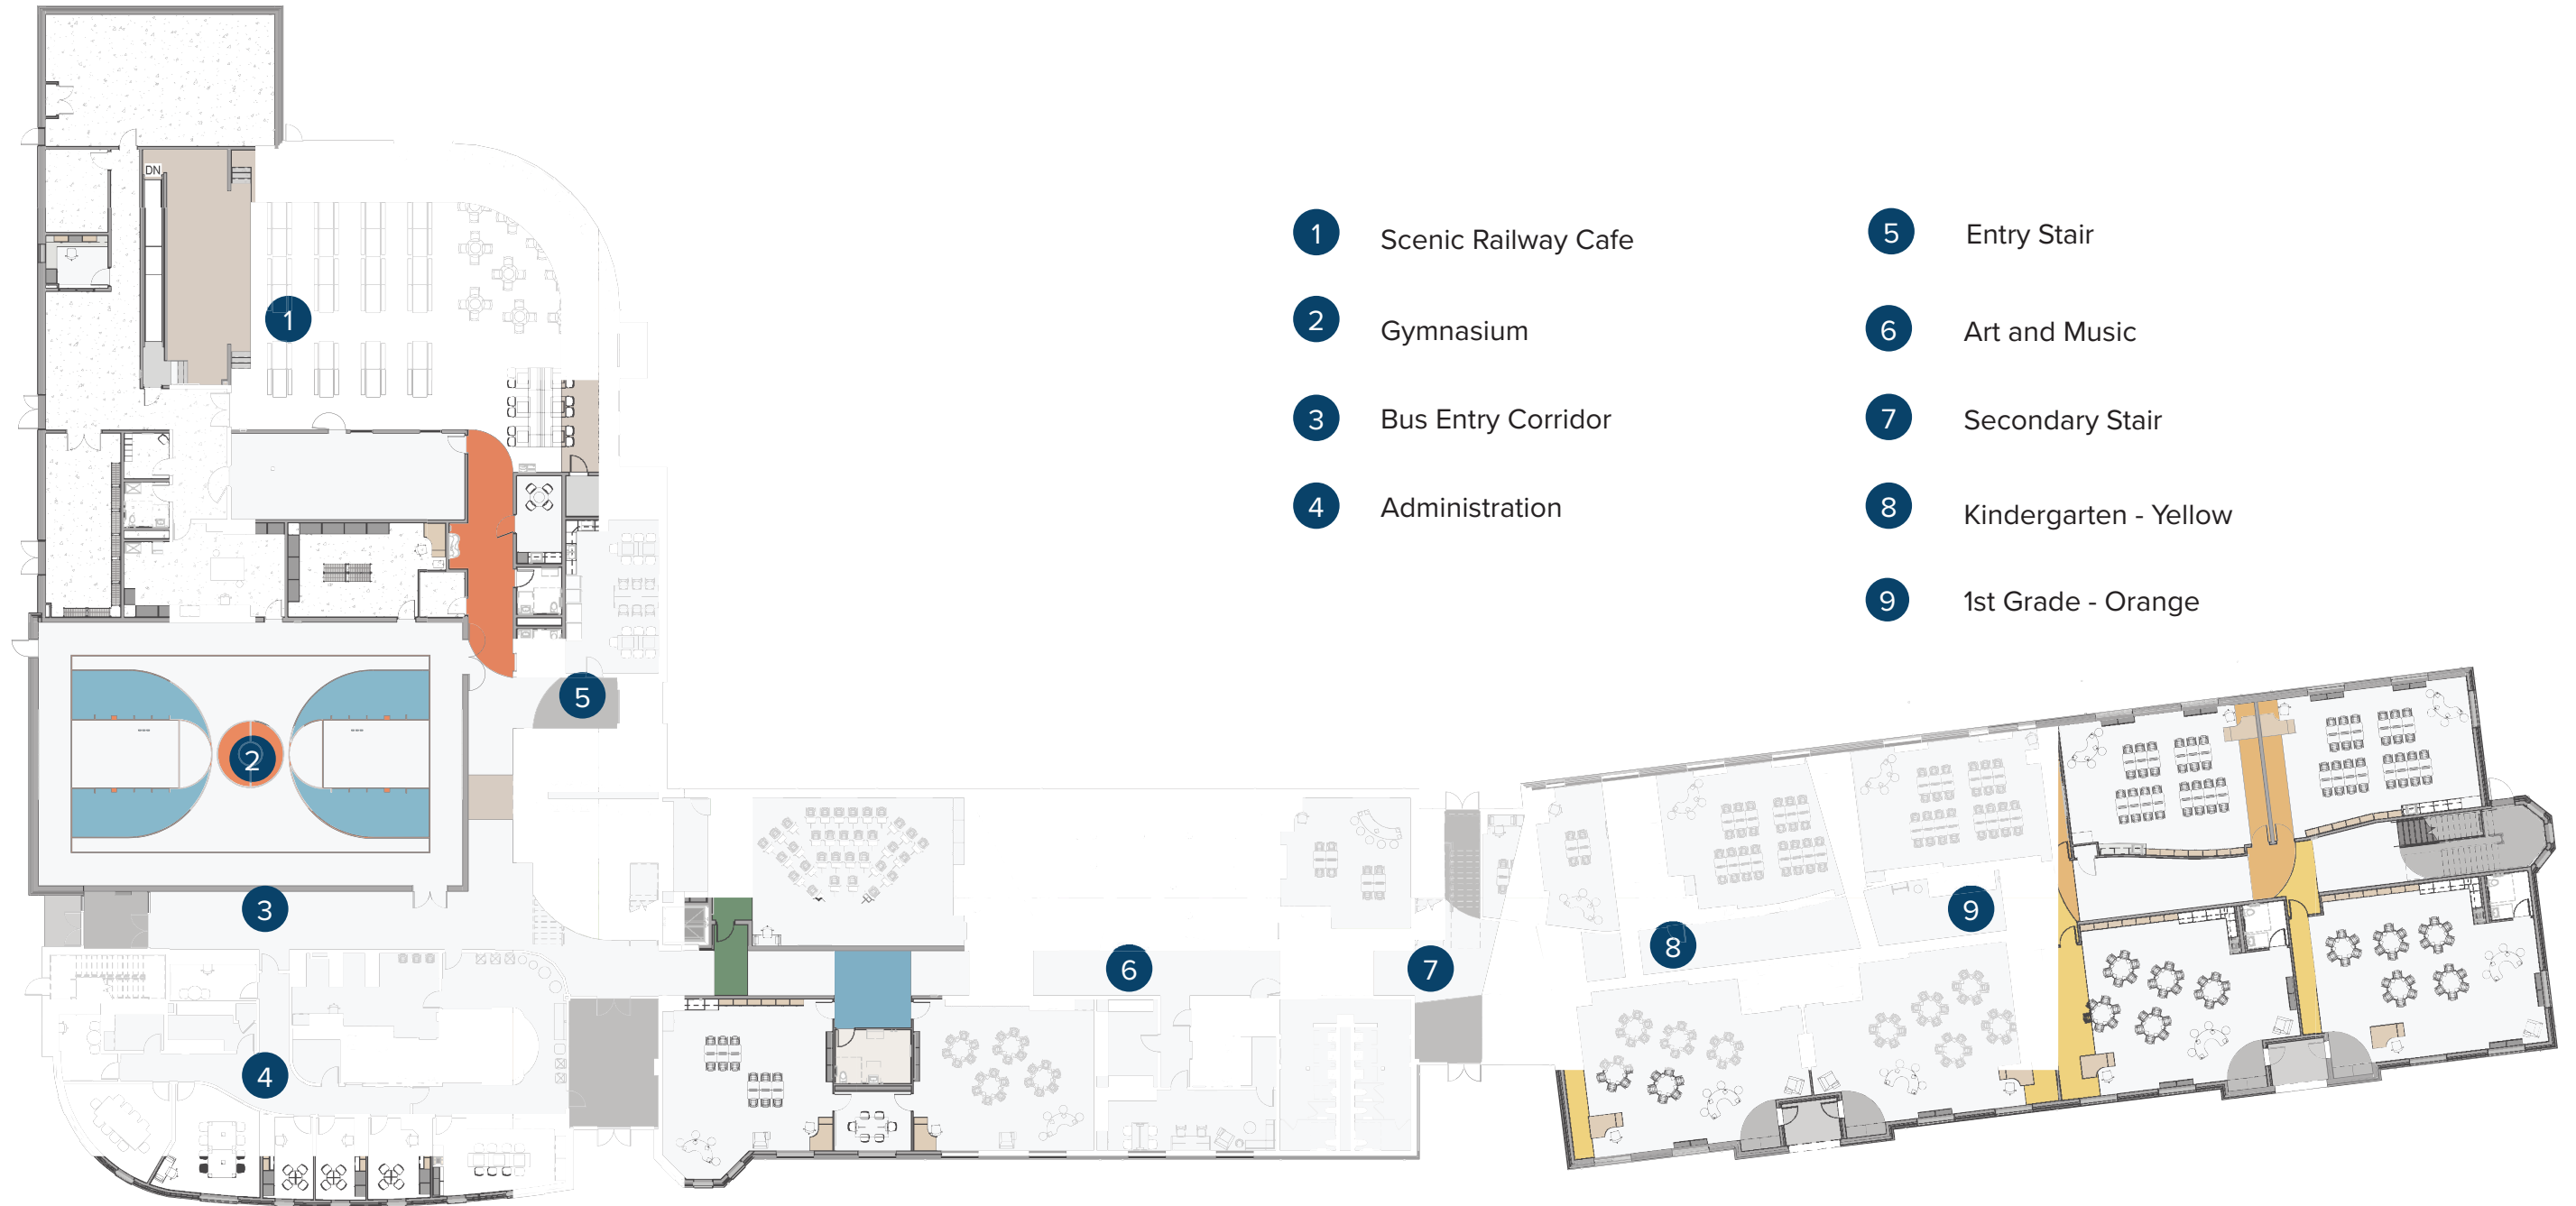 DN
1
1 Scenic Railway Cafe
2 Gymnasium
3 Bus Entry Corridor
4 Administration
5 Entry Stair
6 Art and Music
7 Secondary Stair
8 Kindergarten - Yellow
9 1st Grade - Orange
5
2
3
4
6
7
8
9